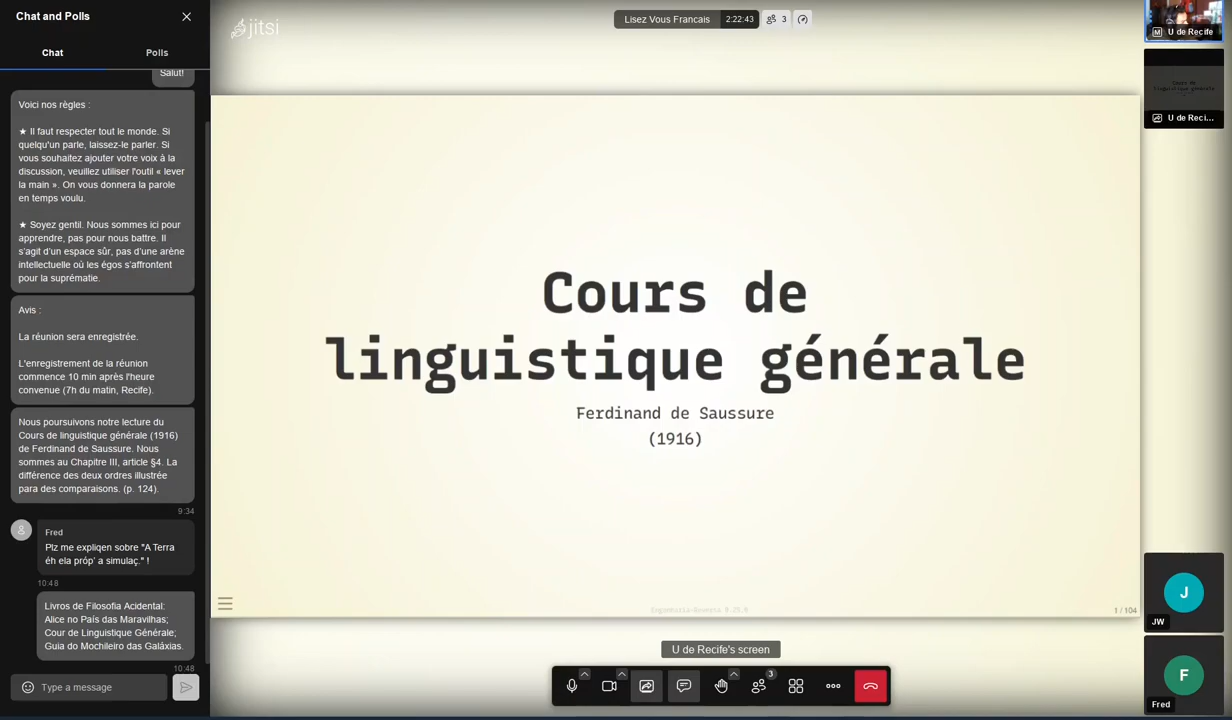 Chat and Polls
Chat
Polls
Salut!
Voici nos règles :
★ Il faut respecter tout le monde. Si
quelqu'un parle, laissez-le parler. Si
vous souhaitez ajouter votre voix à la
discussion, veuillez utiliser l'outil « lever
la main ». On vous donnera la parole
en temps voulu.
★ Soyez gentil. Nous sommes ici pour
apprendre, pas pour nous battre. Il
s'agit d'un espace sûr, pas d'une arène
intellectuelle où les égos s'affrontent
pour la suprématie.
Avis :
La réunion sera enregistrée.
L'enregistrement de la réunion
commence 10 min après l'heure
convenue (7h du matin, Recife).
Nous poursuivons notre lecture du
Cours de linguistique générale (1916)
de Ferdinand de Saussure. Nous
sommes au Chapitre III, article §4. La
différence des deux ordres illustrée
para des comparaisons. (p. 124).
9:34
Fred
Plz me expliqen sobre "A Terra
éh ela próp' a simulaç." !
10:48
Livros de Filosofia Acidental:
Alice no País das Maravilhas;
Cour de Linguistique Générale;
Guia do Mochileiro das Galáxias.
10:48
Type a message
jitsi
Lisez Vous Francais
2:22:43
3
Cours de
linguistique générale
Ferdinand de Saussure
(1916)
1 / 104
U de Recife's screen
3
M U de Recife
Cours de
linguistique générale
U de Reci...
J
JW
F
Fred